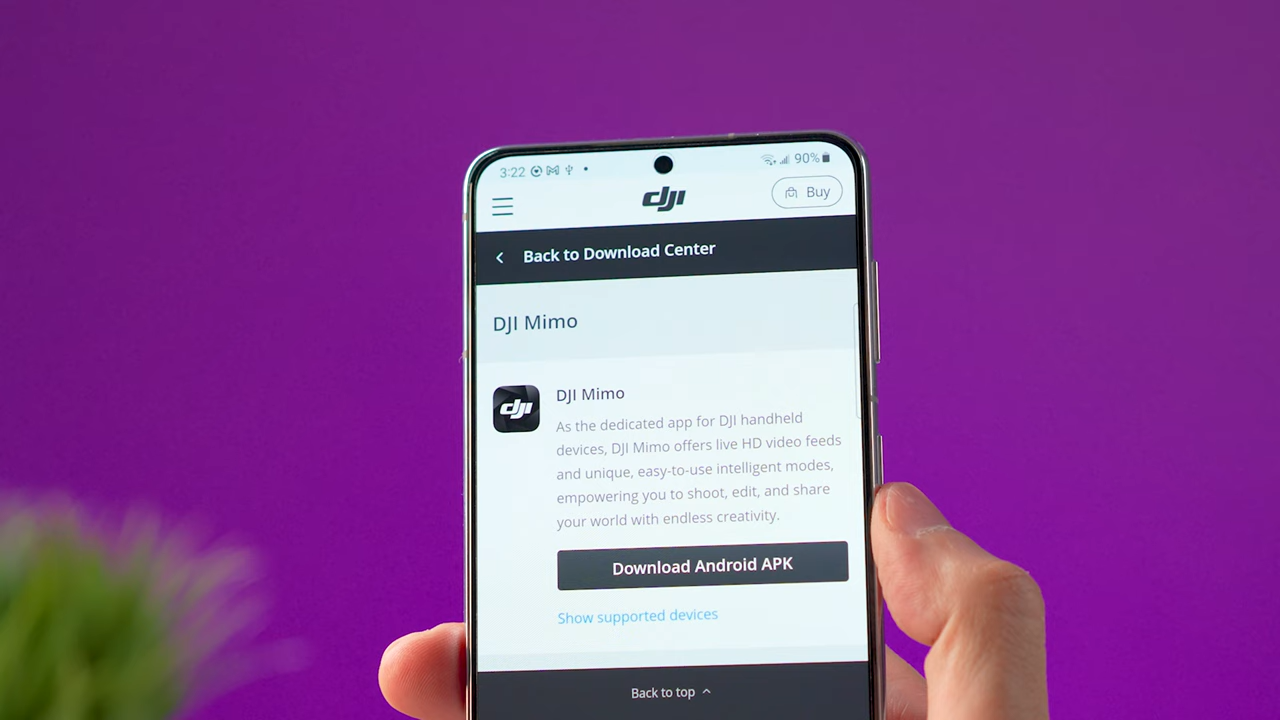 3:22
90%
dji
Buy
Back to Download Center
DJI Mimo
dji
DJI Mimo
As the dedicated app for DJI handheld
devices, DJI Mimo offers live HD video feeds
and unique, easy-to-use intelligent modes,
empowering you to shoot, edit, and share
your world with endless creativity.
Download Android APK
Show supported devices
Back to top